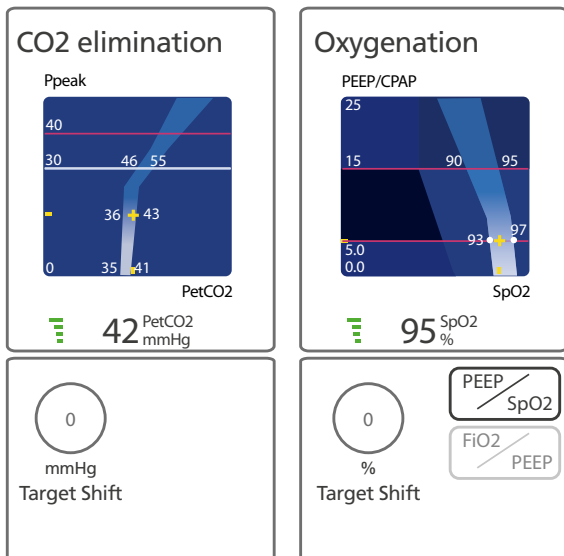 CO2 elimination
Ppeak
40
30
46 55
36 43
0
35 41
PetCO2
42 PetCO2 mmHg
0
mmHg
Target Shift
Oxygenation
PEEP/CPAP
25
15
90 95
93 97
5.0
0.0
SpO2
95 SpO2 %
0
%
Target Shift
PEEP
SpO2
FiO2
PEEP